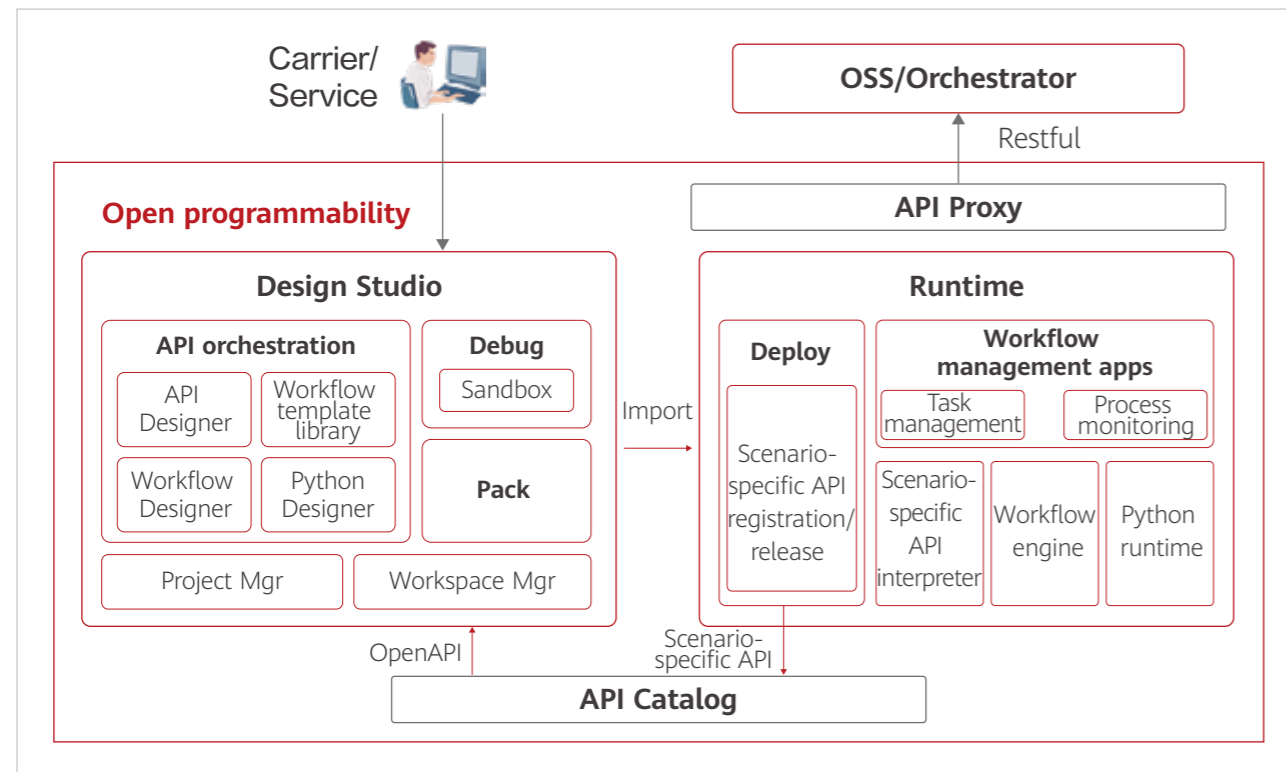 Carrier/
Service
OSS/Orchestrator
Restful
Open programmability
API Proxy
Design Studio
API orchestration
API
Designer
Workflow
template
library
Workflow
Designer
Python
Designer
Debug
Sandbox
Pack
Project Mgr
Workspace Mgr
Import
Runtime
Deploy
Scenario-
specific API
registration/
release
Workflow
management apps
Task
management
Process
monitoring
Scenario-
specific
API
interpreter
Workflow
engine
Python
runtime
OpenAPI
Scenario-
specific API
API Catalog